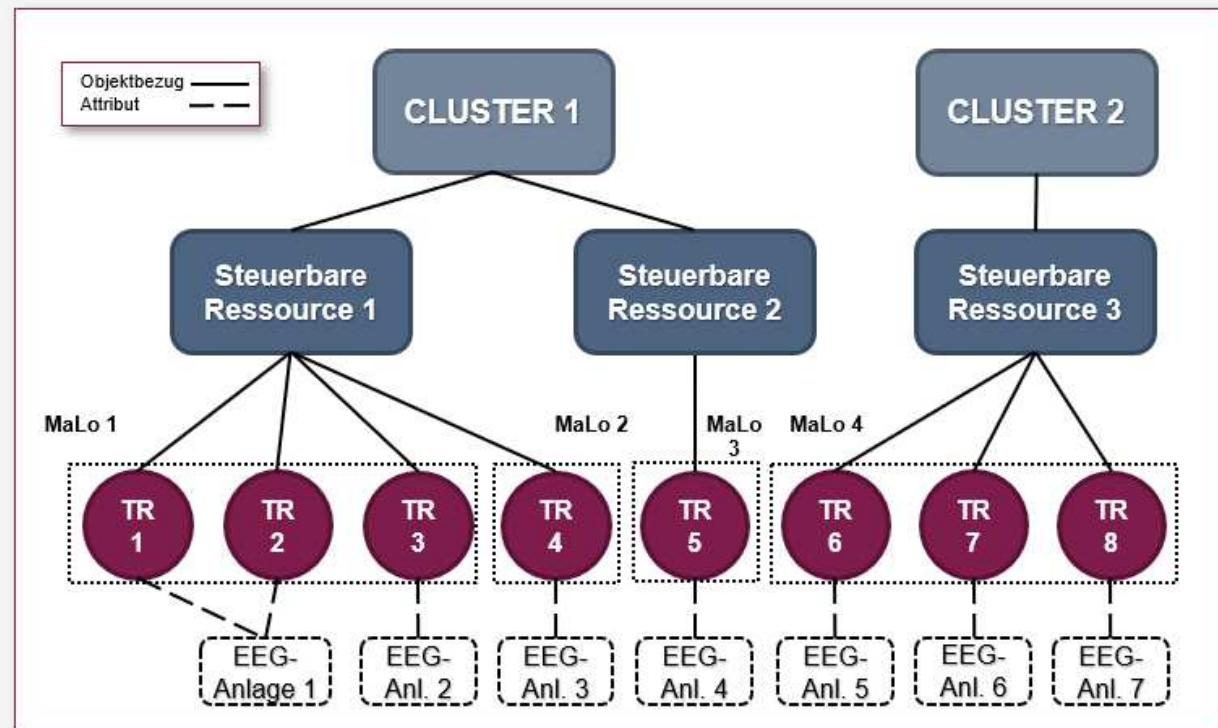 Objektbezug
Attribut
CLUSTER 1
CLUSTER 2
Steuerbare
Ressource 1
Steuerbare
Ressource 2
Steuerbare
Ressource 3
MaLo 1
MaLo 2
MaLo
3
MaLo 4
TR
1
TR
2
TR
3
TR
4
TR
5
TR
6
TR
7
TR
8
EEG-
Anlage 1
EEG-
Anl. 2
EEG-
Anl. 3
EEG-
Anl. 4
EEG-
Anl. 5
EEG-
Anl. 6
EEG-
Anl. 7